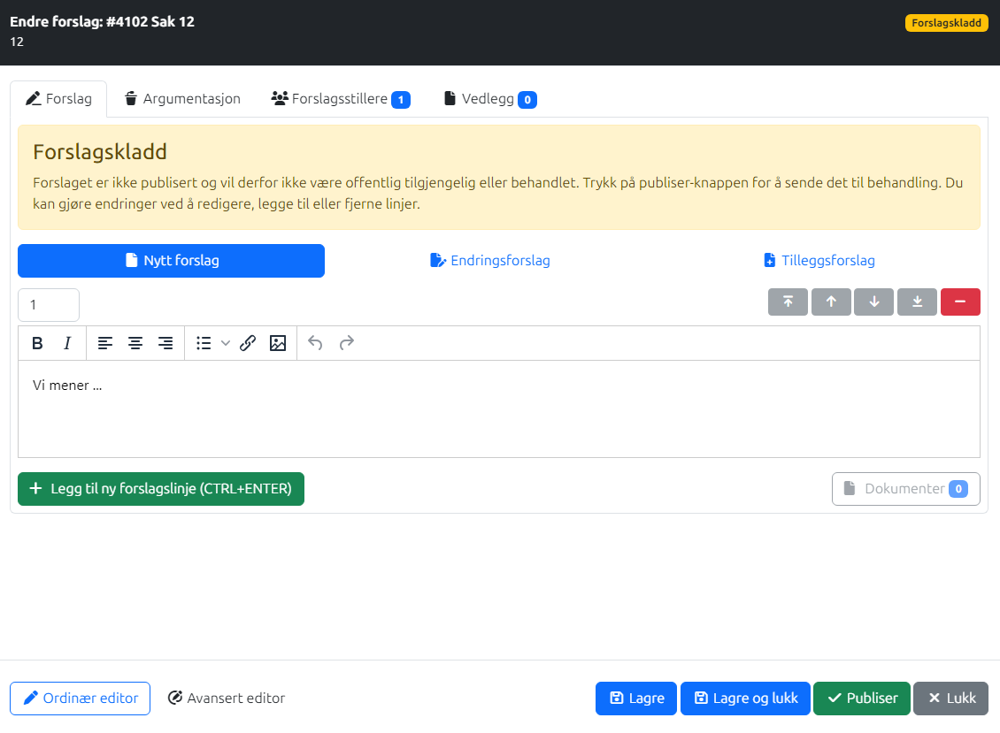 Endre forslag: #4102 Sak 12
Forslagskladd
12
Forslag
Argumentasjon
Forslagsstillere 1
Vedlegg 0
Forslagskladd
Forslaget er ikke publisert og vil derfor ikke være offentlig tilgjengelig eller behandlet. Trykk på publiser-knappen for å sende det til behandling. Du
kan gjøre endringer ved å redigere, legge til eller fjerne linjer.
Nytt forslag
Endringsforslag
Tilleggsforslag
1
B I
Vi mener ...
Legg til ny forslagslinje (CTRL+ENTER)
Dokumenter 0
Ordinær editor
Avansert editor
Lagre
Lagre og lukk
Publiser
Lukk